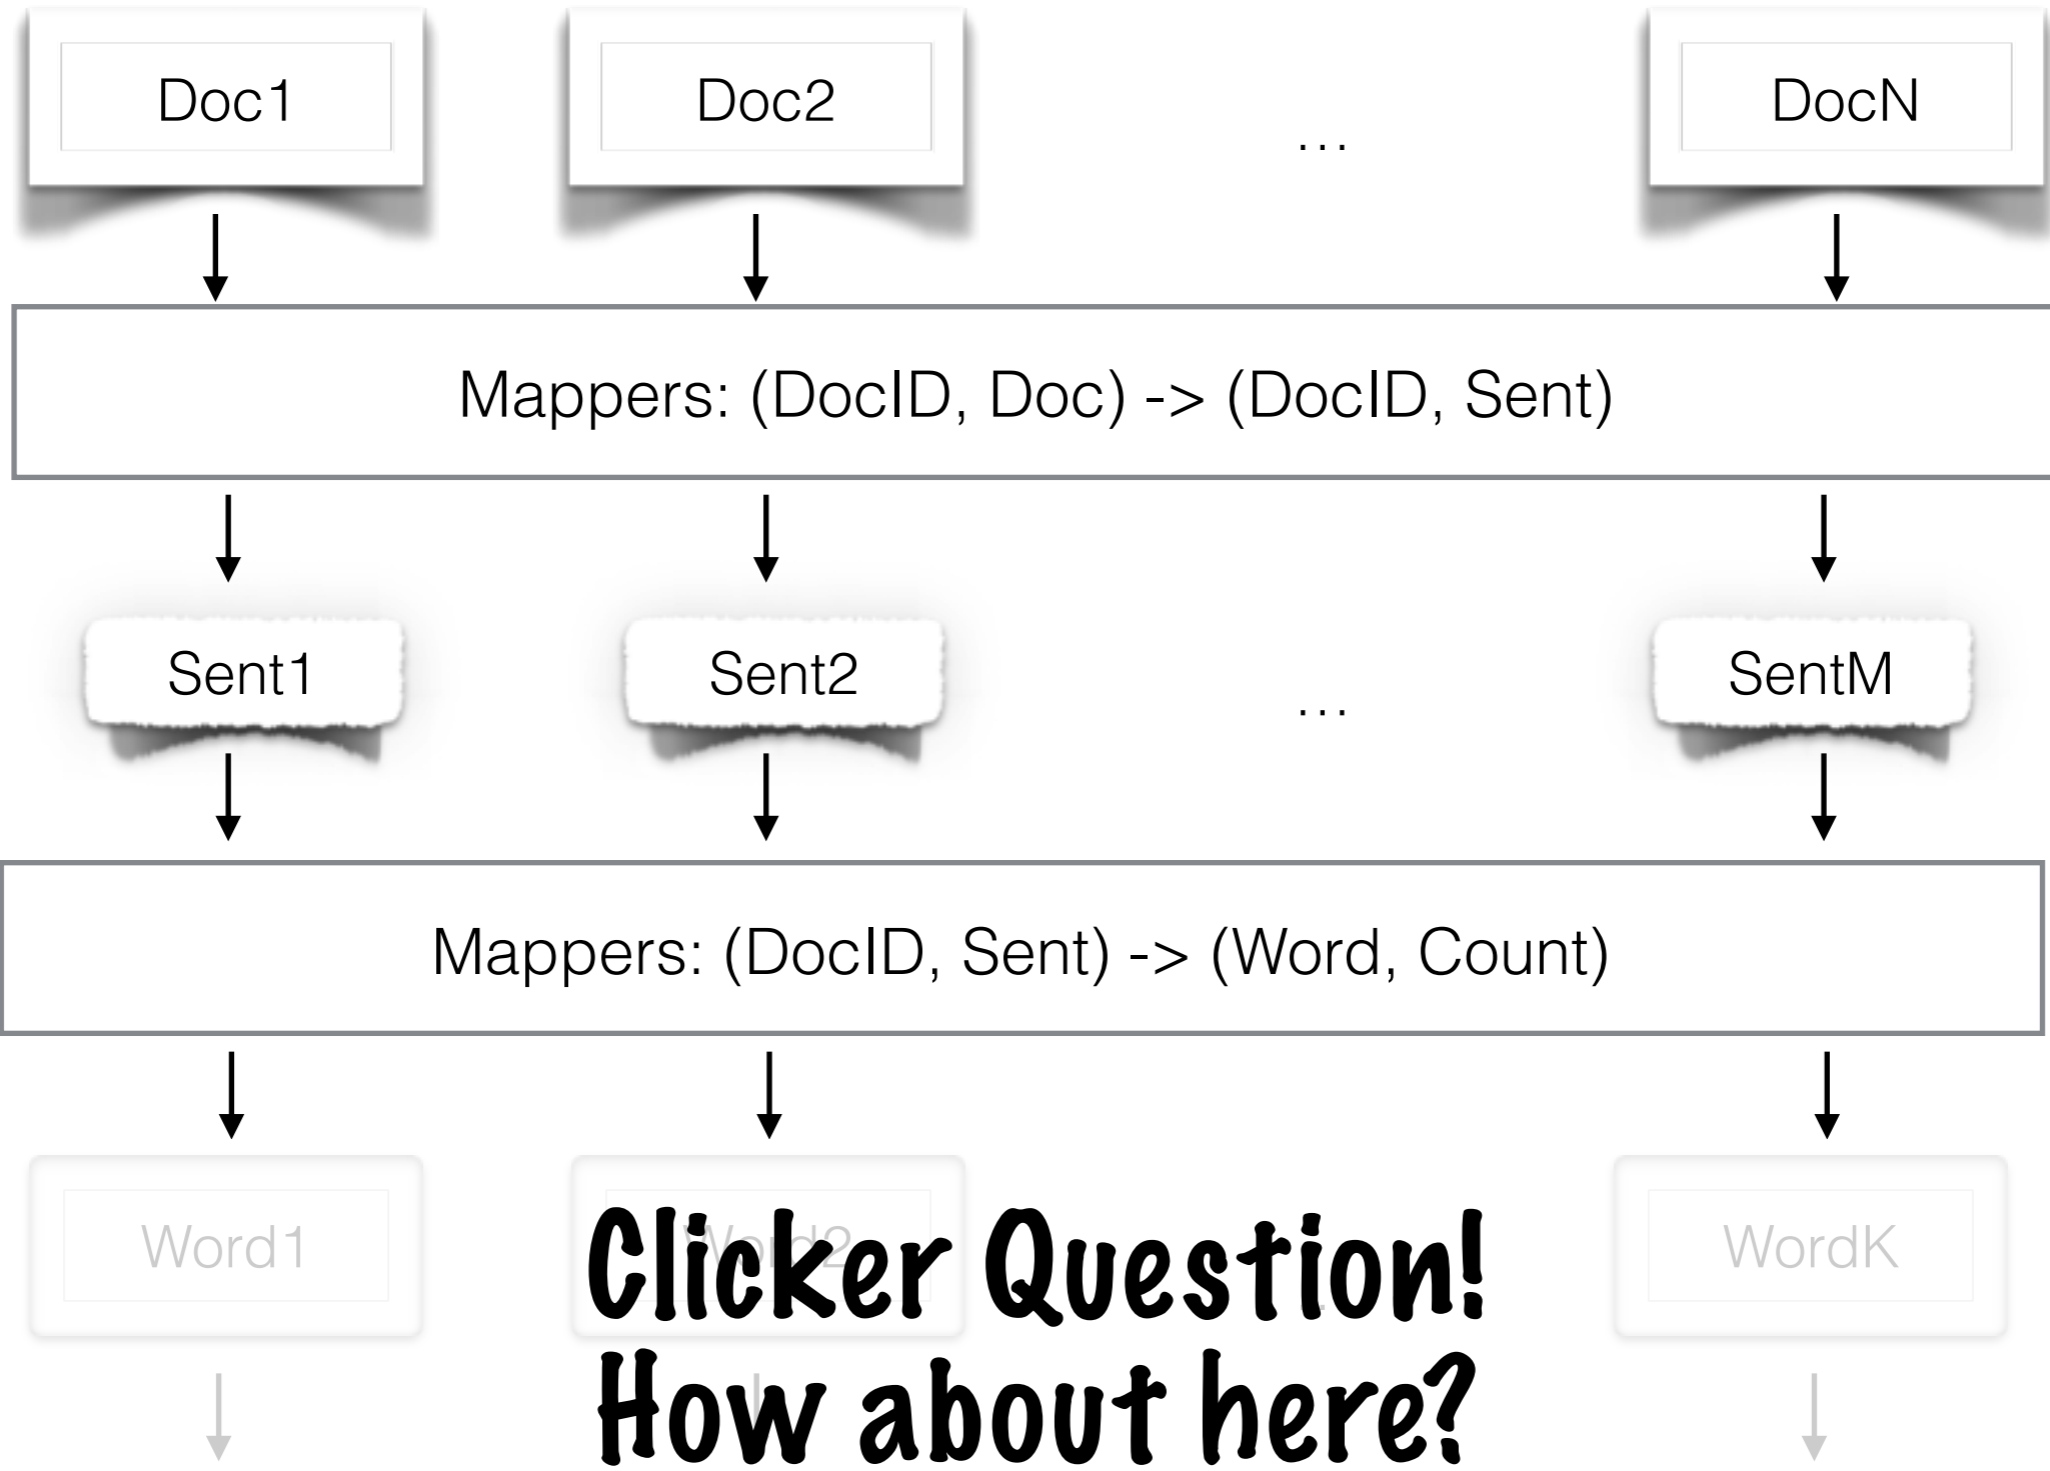 Doc1 Doc2 ... DocN
Mappers: (DocID, Doc) -> (DocID, Sent)
Sent1 Sent2 ... SentM
Mappers: (DocID, Sent) -> (Word, Count)
Word1 Word2 WordK
Clicker Question!
How about here?